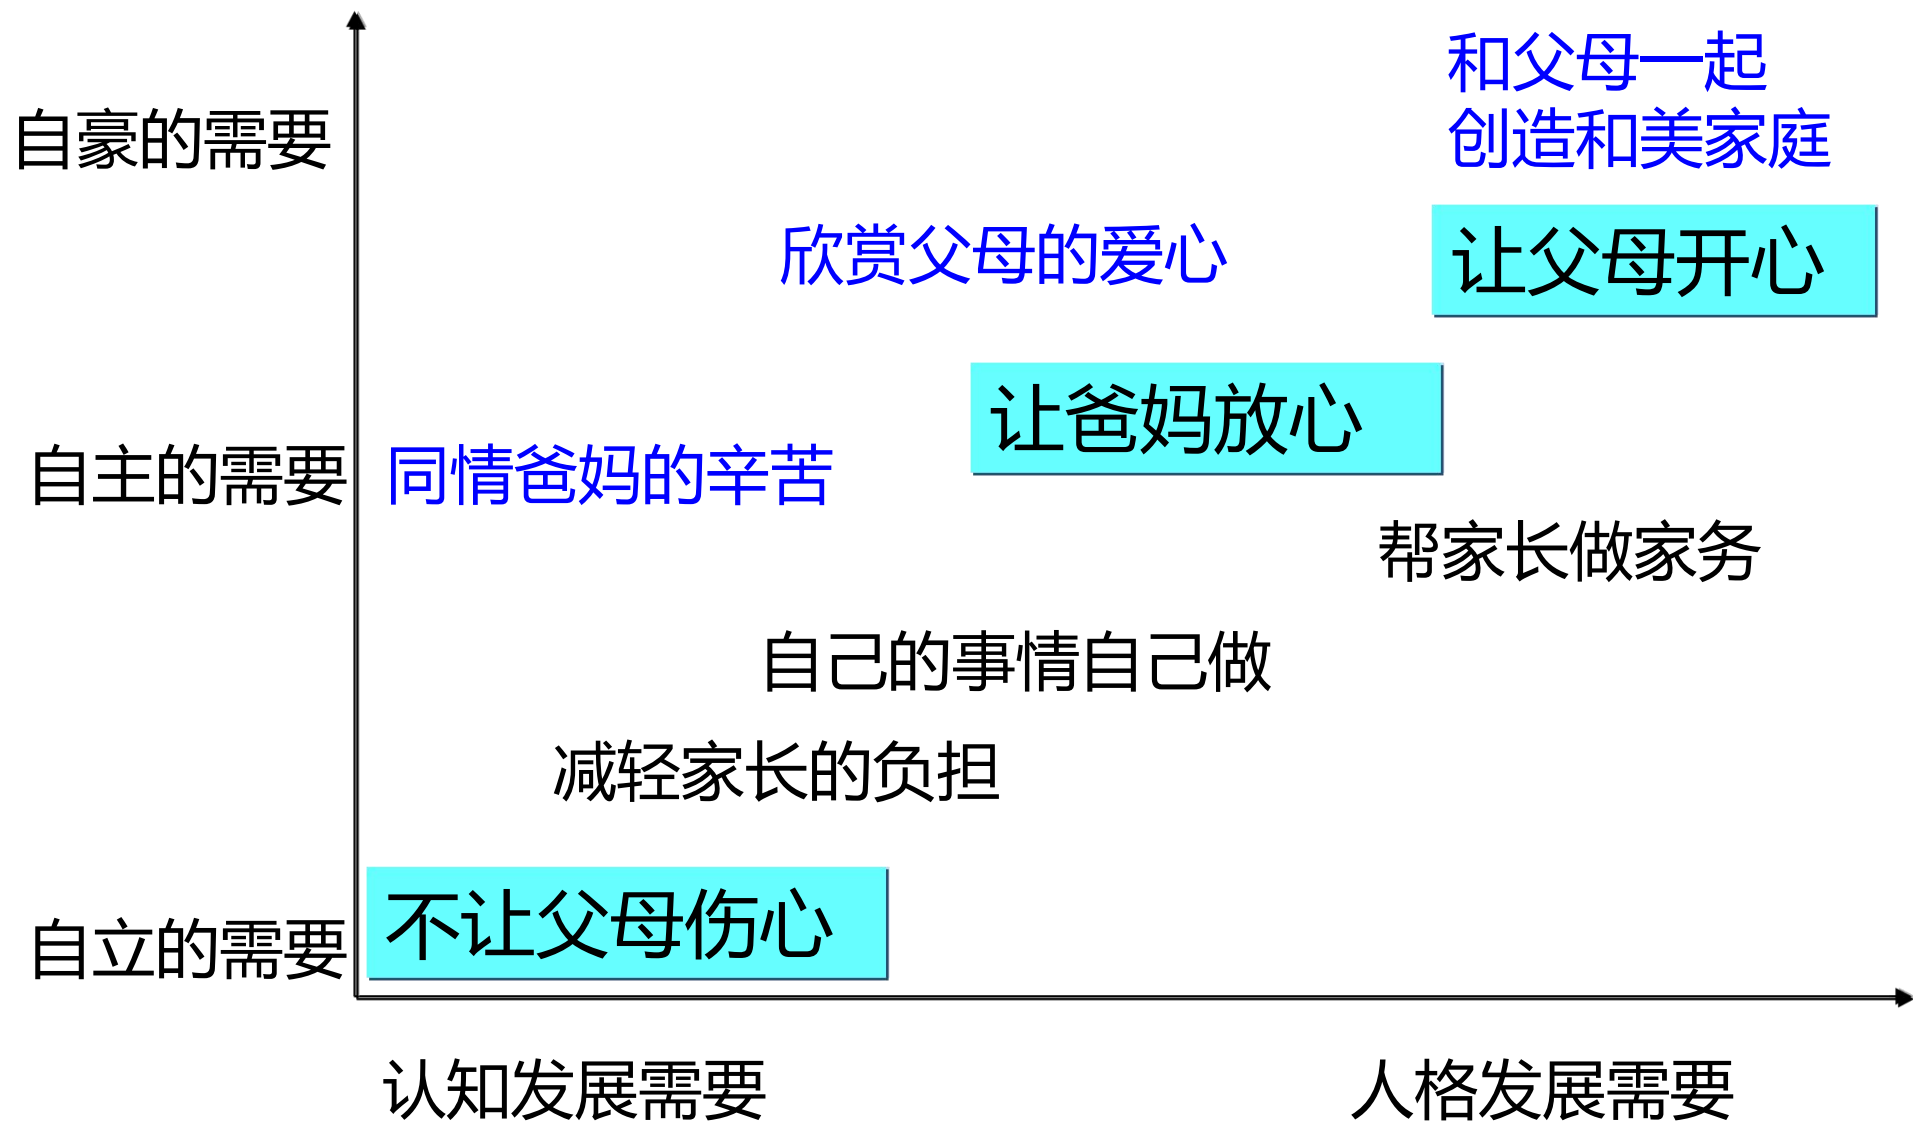 和父母一起
创造和美家庭
自豪的需要
欣赏父母的爱心
让父母开心
让爸妈放心
自主的需要
同情爸妈的辛苦
帮家长做家务
自己的事情自己做
减轻家长的负担
不让父母伤心
自立的需要
认知发展需要
人格发展需要